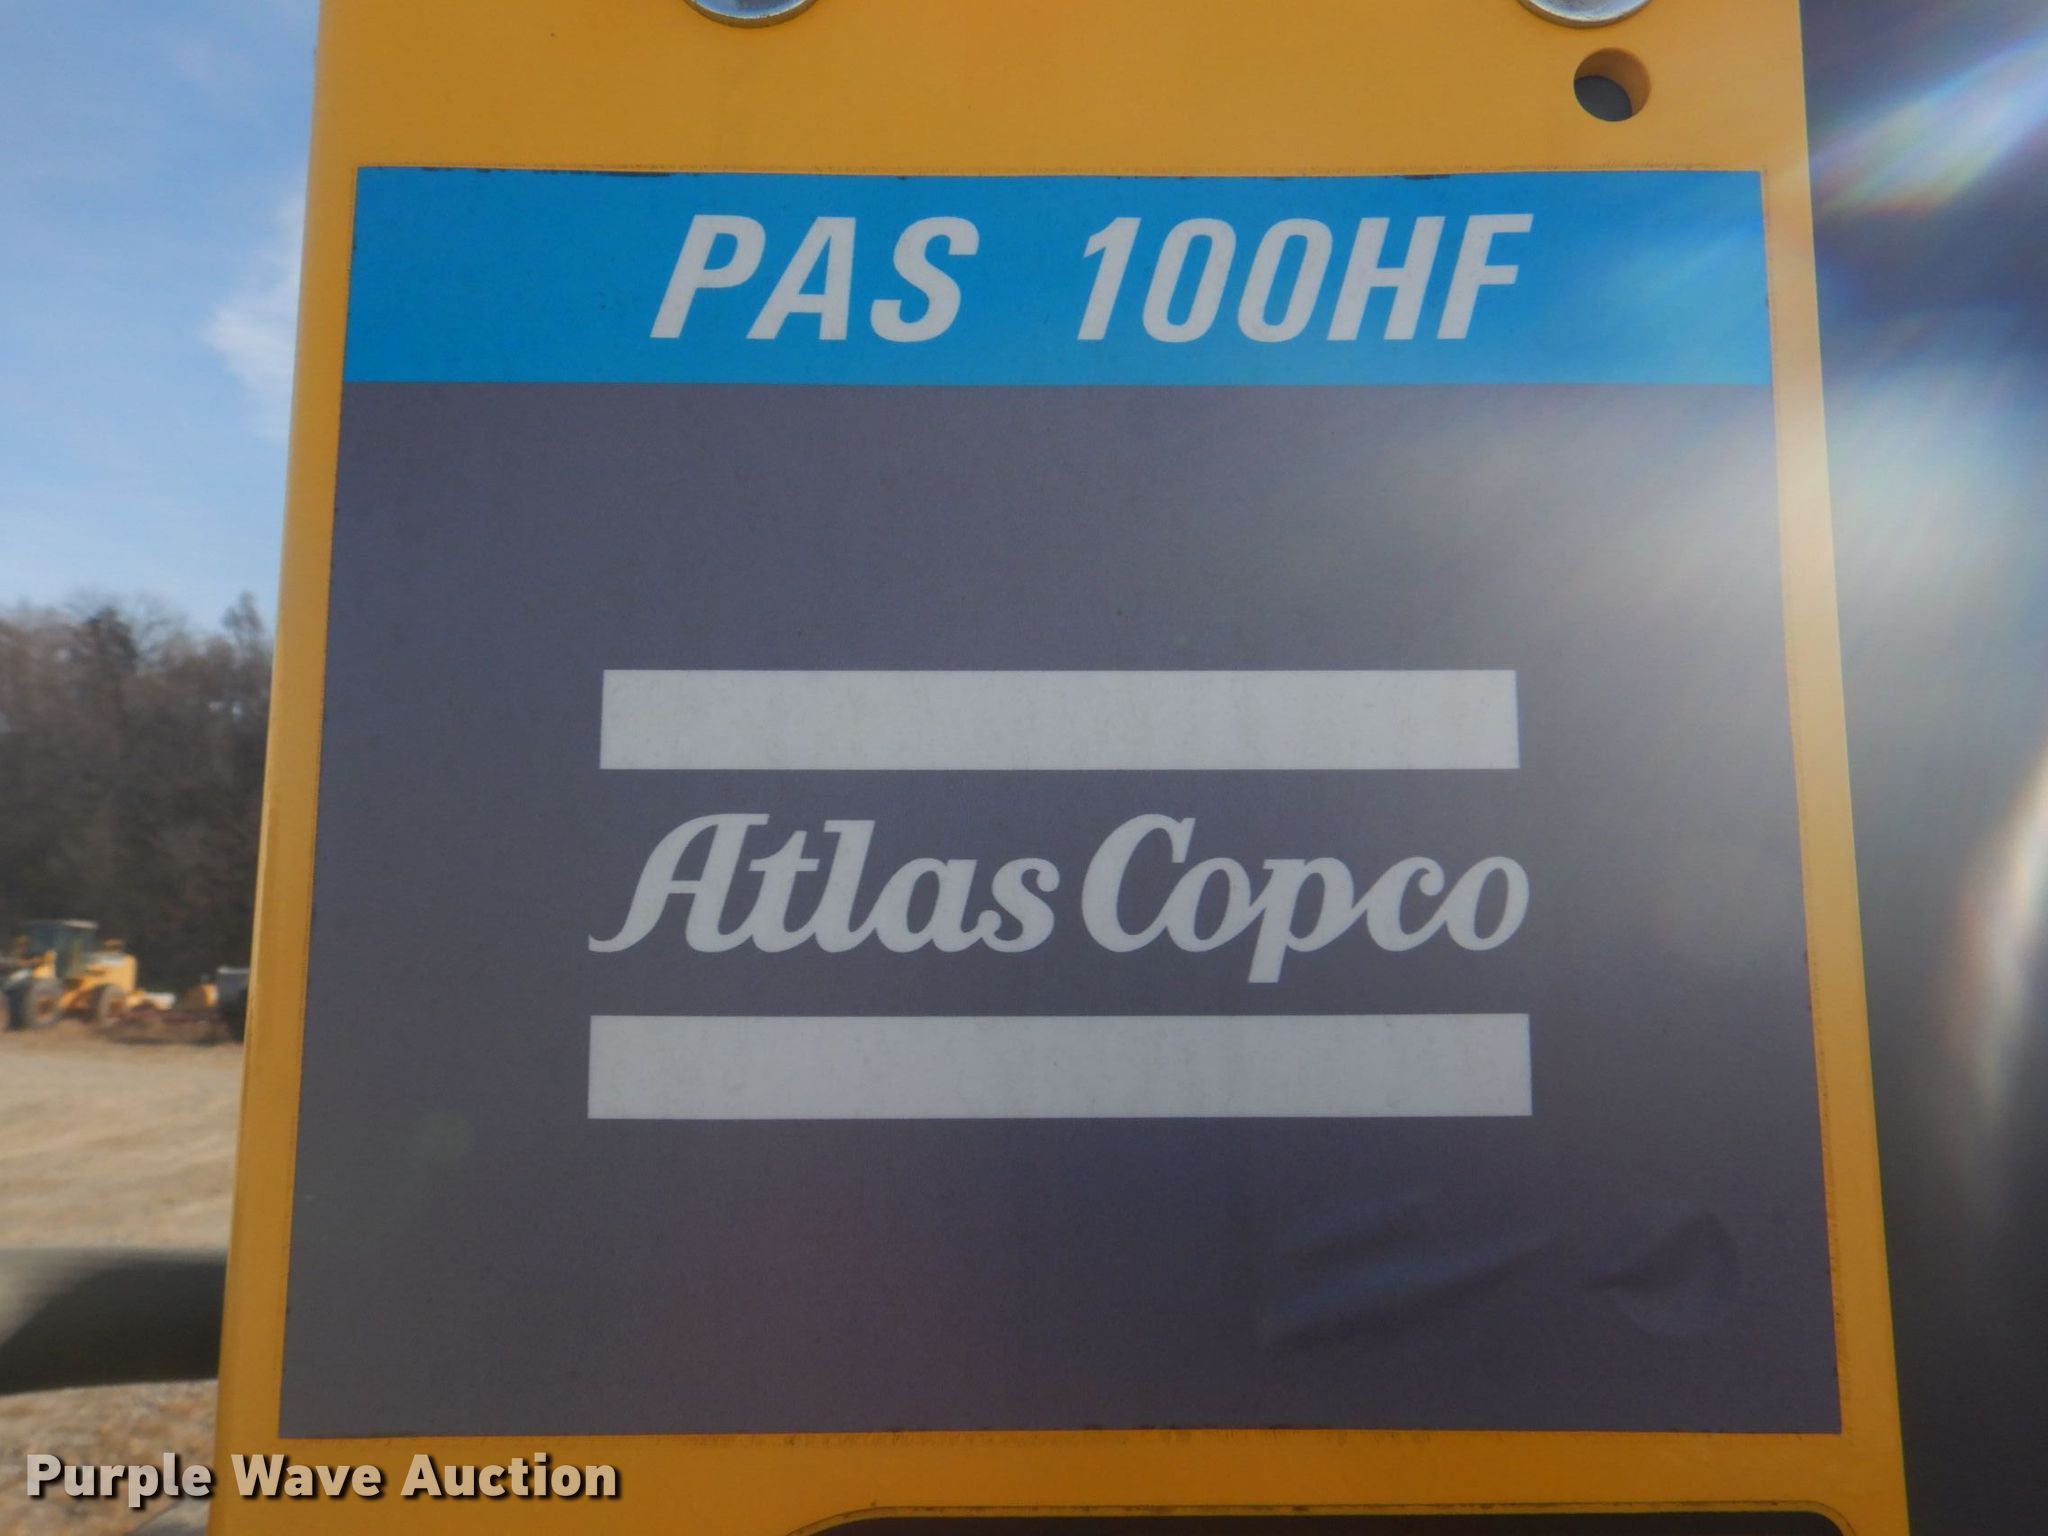 PAS 100HF
Atlas Copco
Purple Wave Auction